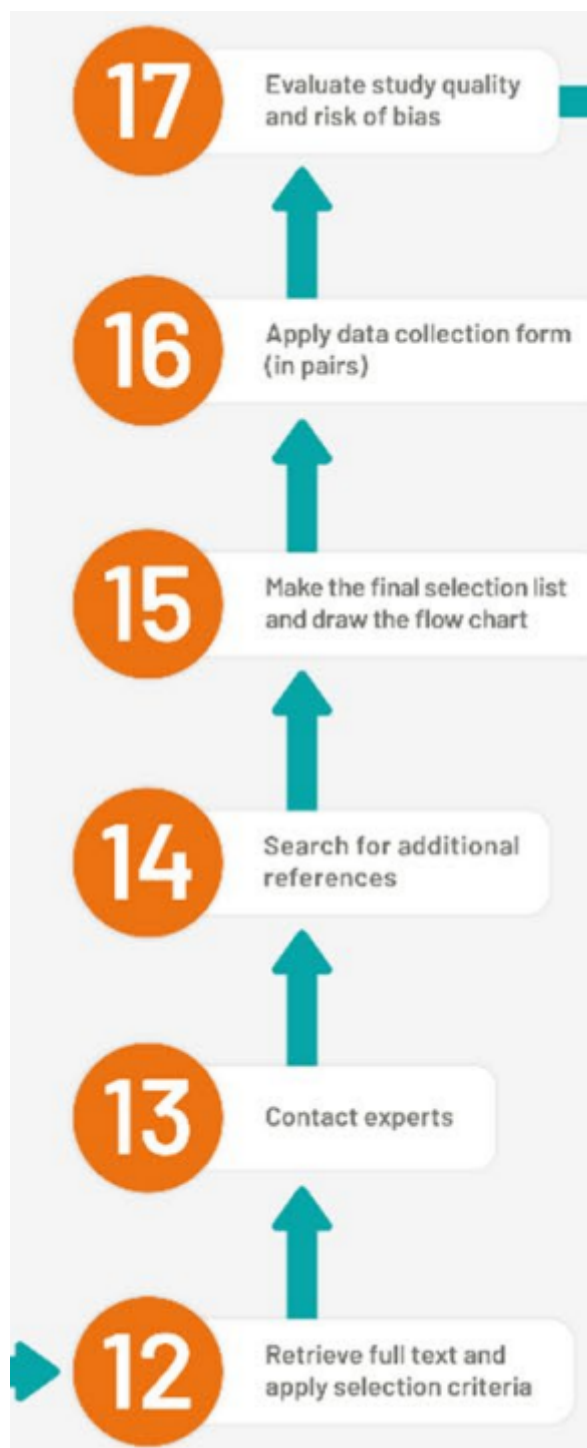 17
Evaluate study quality
and risk of bias
16
Apply data collection form
(in pairs)
15
Make the final selection list
and draw the flow chart
14
Search for additional
references
13
Contact experts
12
Retrieve full text and
apply selection criteria